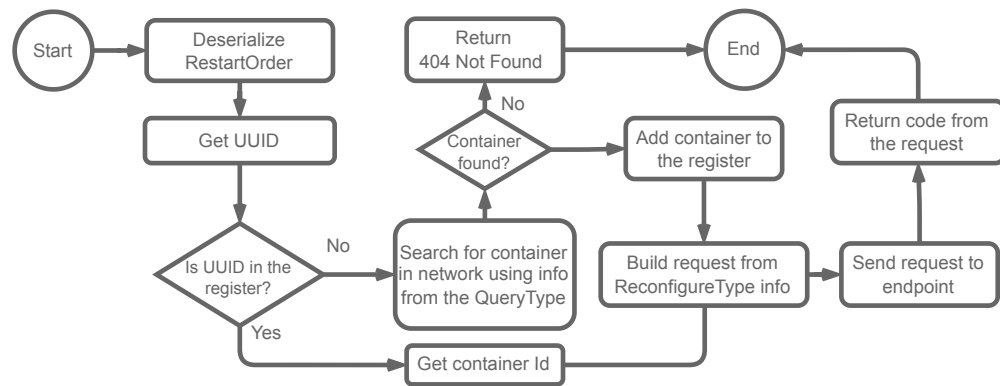 Start
Deserialize
RestartOrder
Get UUID
Is UUID in the
register?
No
Yes
Search for container
in network using info
from the QueryType
Container
found?
No
Return
404 Not Found
End
Add container to
the register
Build request from
ReconfigureType info
Get container Id
Send request to
endpoint
Return code from
the request